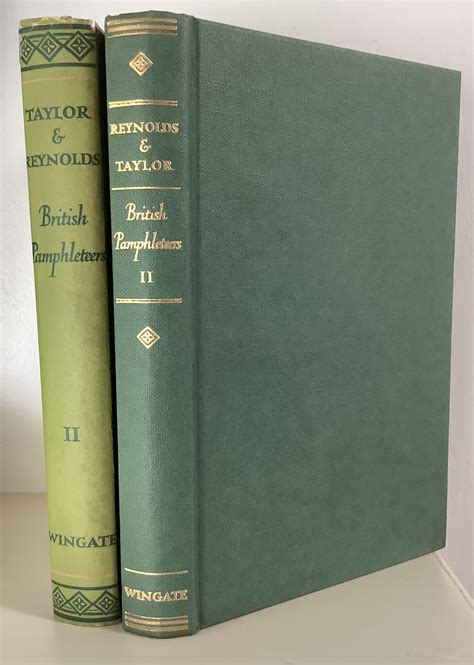 TAYLOR
&
REYNOLDS
British
Pamphleteers
II
WINGATE
REYNOLDS
&
TAYLOR
British
Pamphleteers
II
WINGATE